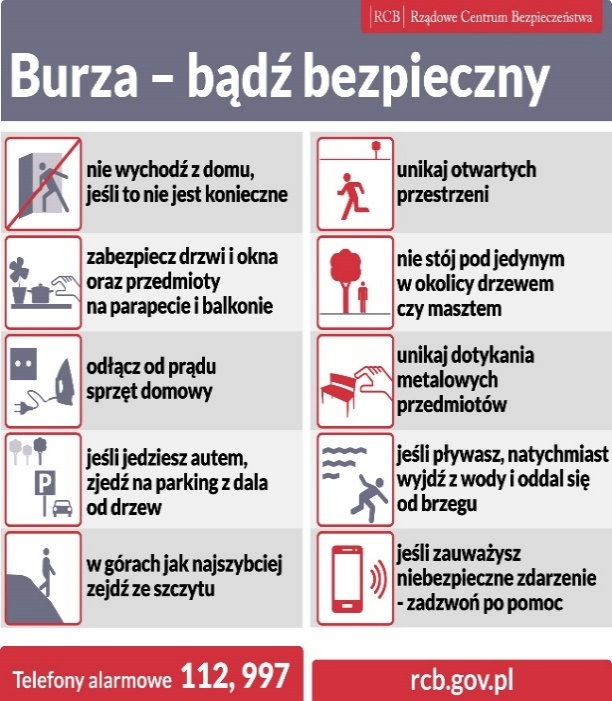 RCB Rządowe Centrum Bezpieczeństwa
Burza – bądź bezpieczny
nie wychodź z domu,
jeśli to nie jest konieczne
zabezpiecz drzwi i okna
oraz przedmioty
na parapecie i balkonie
odłącz od prądu
sprzęt domowy
P
jeśli jedziesz autem,
zjedź na parking z dala
od drzew
w górach jak najszybciej
zejdź ze szczytu
unikaj otwartych
przestrzeni
nie stój pod jedynym
w okolicy drzewem
czy masztem
unikaj dotykania
metalowych
przedmiotów
jeśli pływasz, natychmiast
wyjdź z wody i oddal się
od brzegu
jeśli zauważysz
niebezpieczne zdarzenie
- zadzwoń po pomoc
Telefony alarmowe 112, 997
rcb.gov.pl